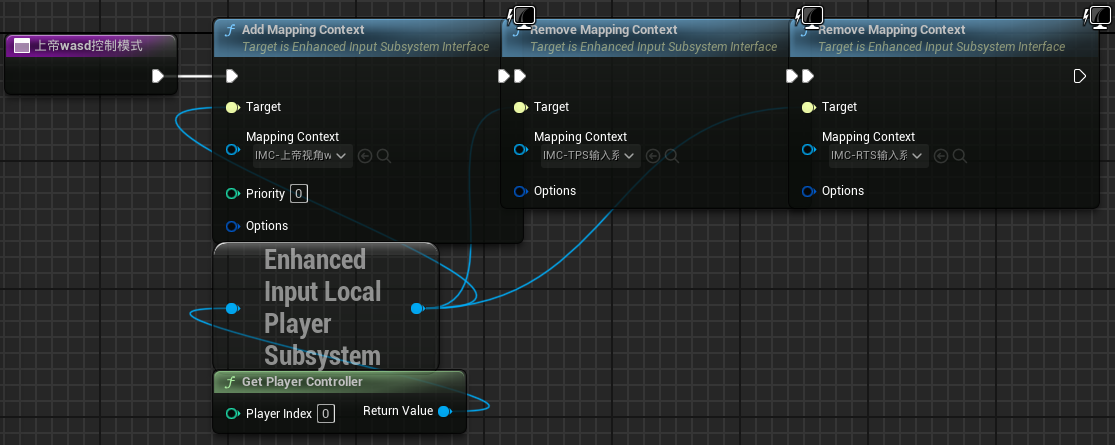 上帝wasd控制模式
Add Mapping Context
Target is Enhanced Input Subsystem Interface
Target
Mapping Context
IMC-上帝视角w
Priority 0
Options
Remove Mapping Context
Target is Enhanced Input Subsystem Interface
Target
Mapping Context
IMC-TPS输入系
Options
Remove Mapping Context
Target is Enhanced Input Subsystem Interface
Target
Mapping Context
IMC-RTS输入系
Options
Enhanced
Input Local
Player
Subsystem
Get Player Controller
Player Index 0
Return Value